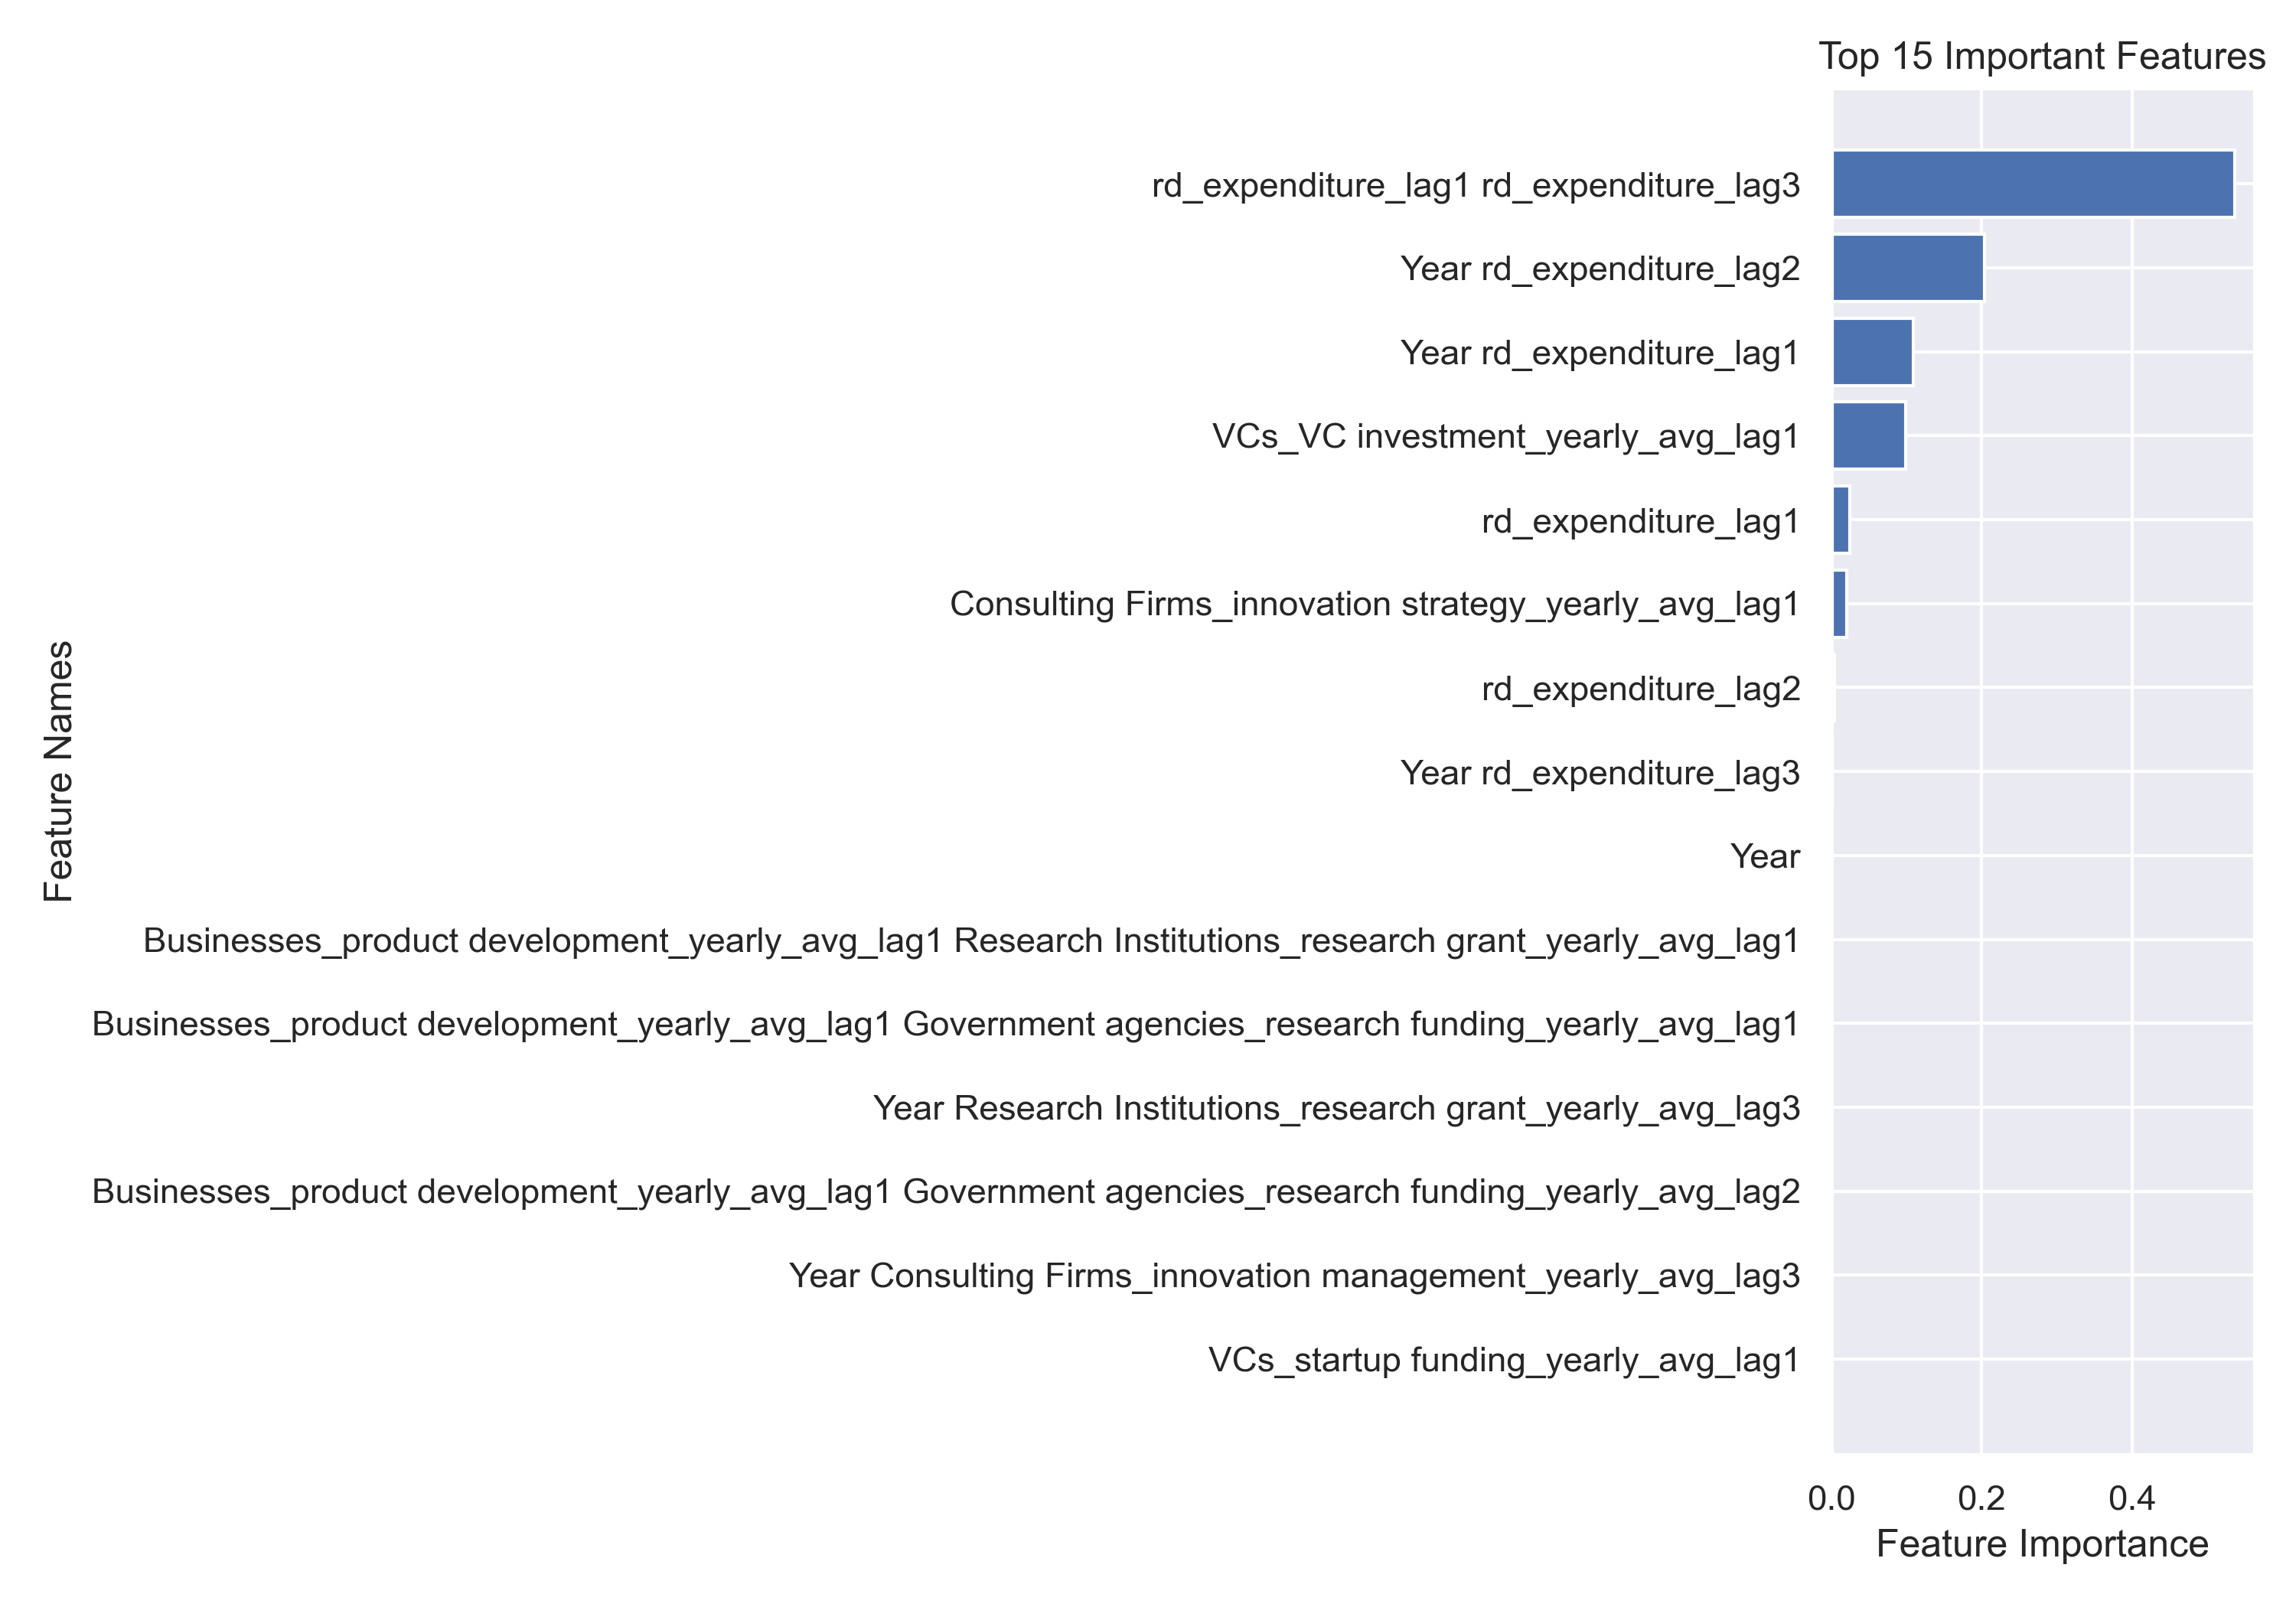 Top 15 Important Features
rd_expenditure_lag1 rd_expenditure_lag3
Year rd_expenditure_lag2
Year rd_expenditure_lag1
VCs_VC investment_yearly_avg_lag1
rd_expenditure_lag1
Consulting Firms_innovation strategy_yearly_avg_lag1
rd_expenditure_lag2
Year rd_expenditure_lag3
Year
Businesses_product development_yearly_avg_lag1 Research Institutions_research grant_yearly_avg_lag1
Businesses_product development_yearly_avg_lag1 Government agencies_research funding_yearly_avg_lag1
Year Research Institutions_research grant_yearly_avg_lag3
Businesses_product development_yearly_avg_lag1 Government agencies_research funding_yearly_avg_lag2
Year Consulting Firms_innovation management_yearly_avg_lag3
VCs_startup funding_yearly_avg_lag1
Feature Names
0.0 0.2 0.4
Feature Importance